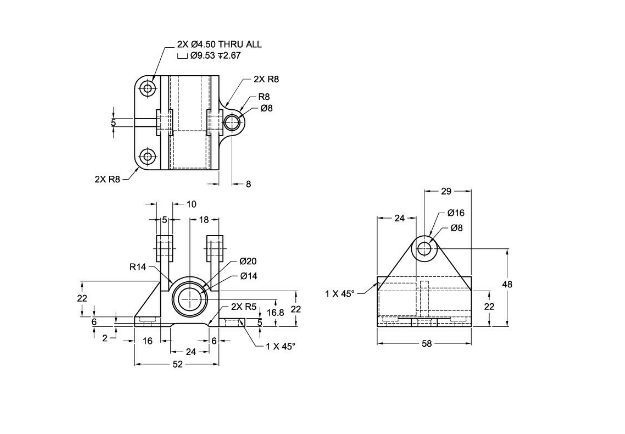 2X Ø4.50 THRU ALL
⌴ Ø9.53 ↧2.67
2X R8
R8
Ø8
5
2X R8
8
10
5
18
Ø20
Ø14
R14
22
2X R5
22
16.8
6
5
2
16
6
1 X 45°
24
52
29
24
Ø16
Ø8
48
1 X 45°
22
58